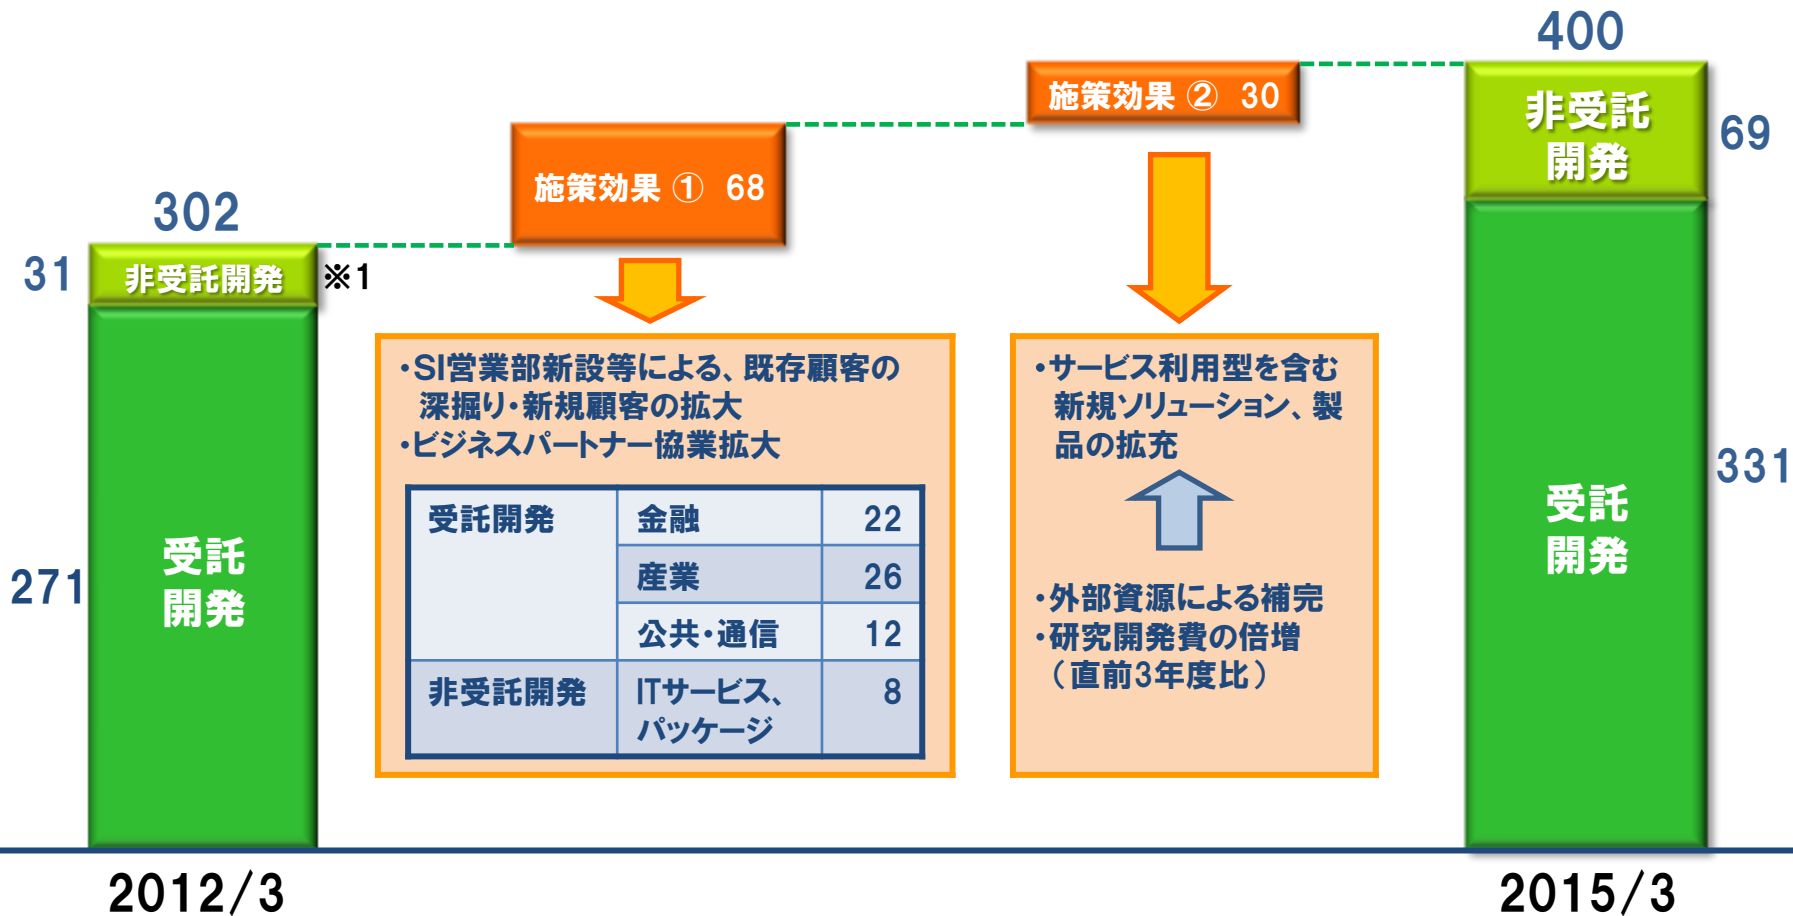 302
31
非受託開発
※1
271
受託
開発
2012/3
施策効果 ① 68
・SI営業部新設等による、既存顧客の
深掘り・新規顧客の拡大
・ビジネスパートナー協業拡大
受託開発 金融 22
産業 26
公共・通信 12
非受託開発 ITサービス、 8
パッケージ
施策効果 ② 30
・サービス利用型を含む
新規ソリューション、製
品の拡充
・外部資源による補完
・研究開発費の倍増
（直前3年度比）
400
非受託
開発
69
受託
開発
331
2015/3